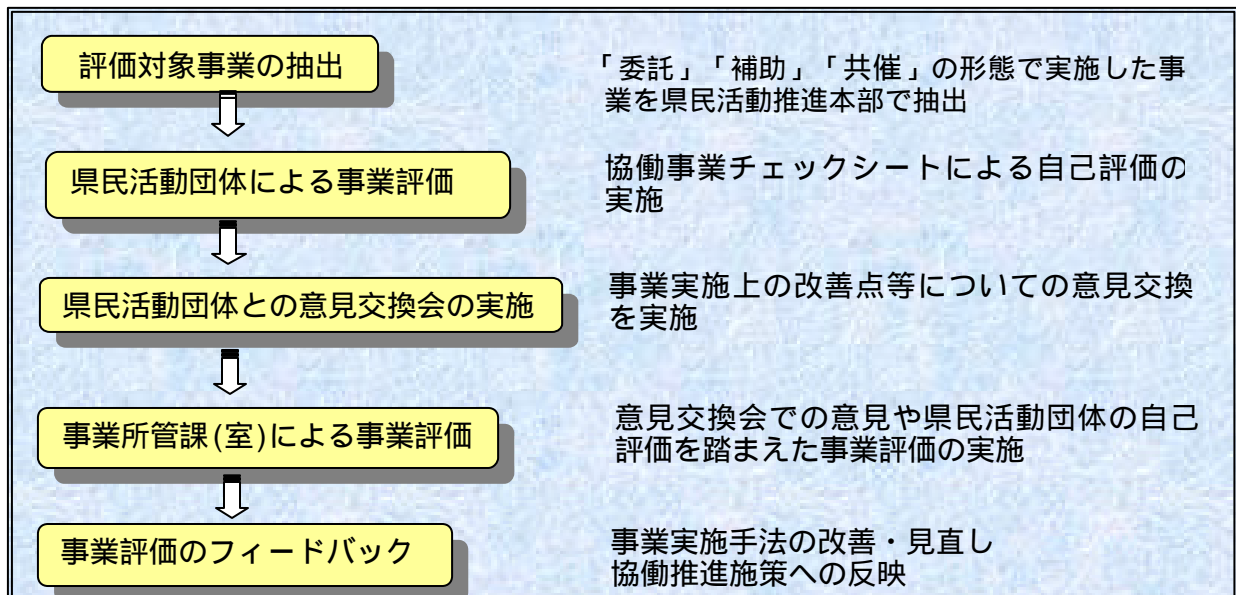 評価対象事業の抽出
「委託」「補助」「共催」の形態で実施した事
業を県民活動推進本部で抽出
県民活動団体による事業評価
協働事業チェックシートによる自己評価の
実施
県民活動団体との意見交換会の実施
事業実施上の改善点等についての意見交換
を実施
事業所管課(室)による事業評価
意見交換会での意見や県民活動団体の自己
評価を踏まえた事業評価の実施
事業評価のフィードバック
事業実施手法の改善・見直し
協働推進施策への反映